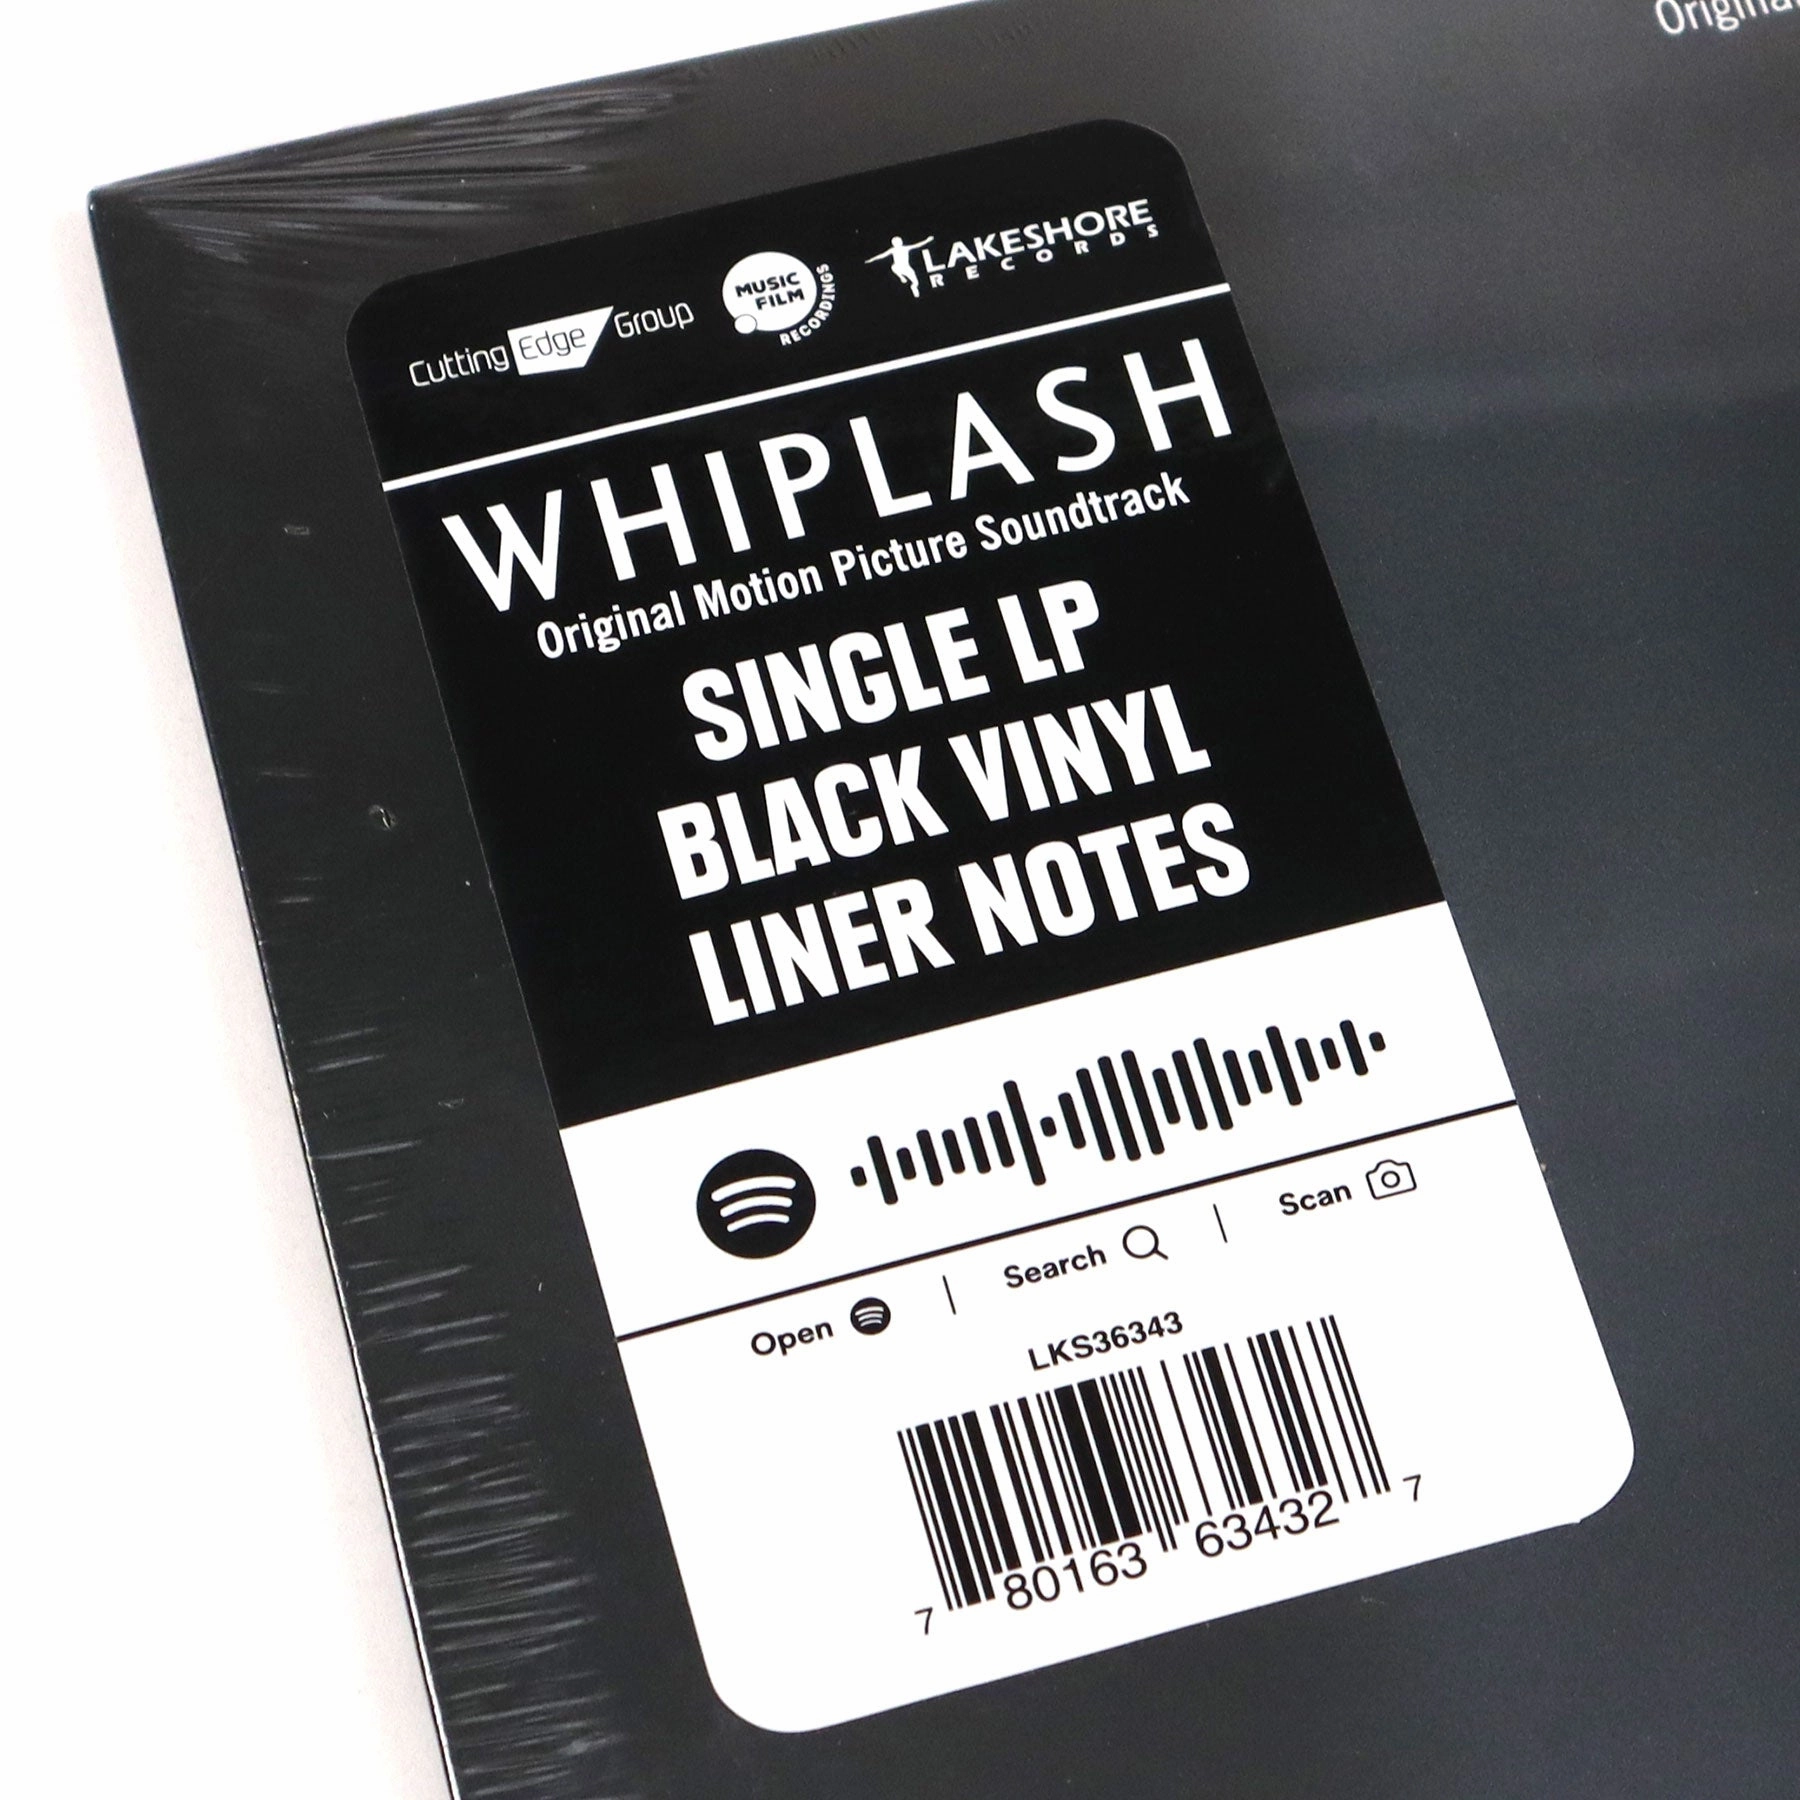 Original
Cutting Edge Group
MUSIC
FILM
RECORDINGS
LAKESHORE
RECORDS
WHIPLASH
Original Motion Picture Soundtrack
SINGLE LP
BLACK VINYL
LINER NOTES
Open | Search | Scan
LKS36343
7 80163 63432 7